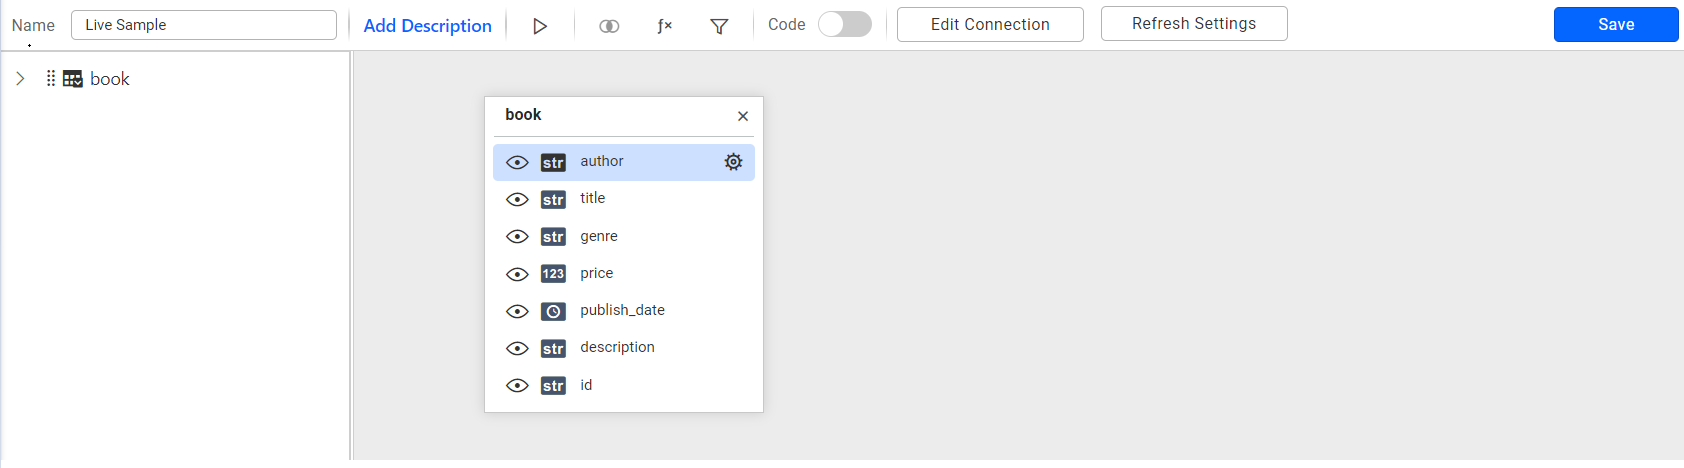 Name Live Sample Add Description ƒx Code Edit Connection Refresh Settings Save
book
book
str author
str title
str genre
123 price
publish_date
str description
str id